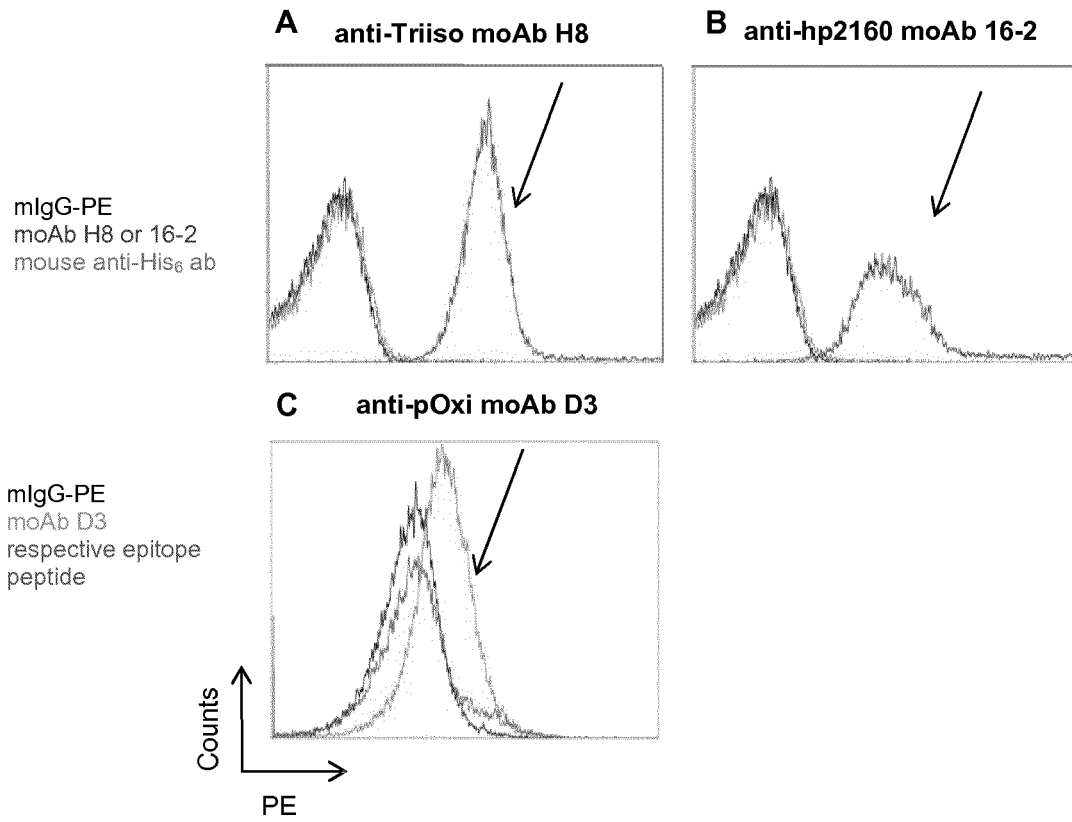 A
anti-Triiso moAb H8
B
anti-hp2160 moAb 16-2
mIgG-PE
moAb H8 or 16-2
mouse anti-His₆ ab
C
anti-pOxi moAb D3
mIgG-PE
moAb D3
respective epitope
peptide
Counts
PE